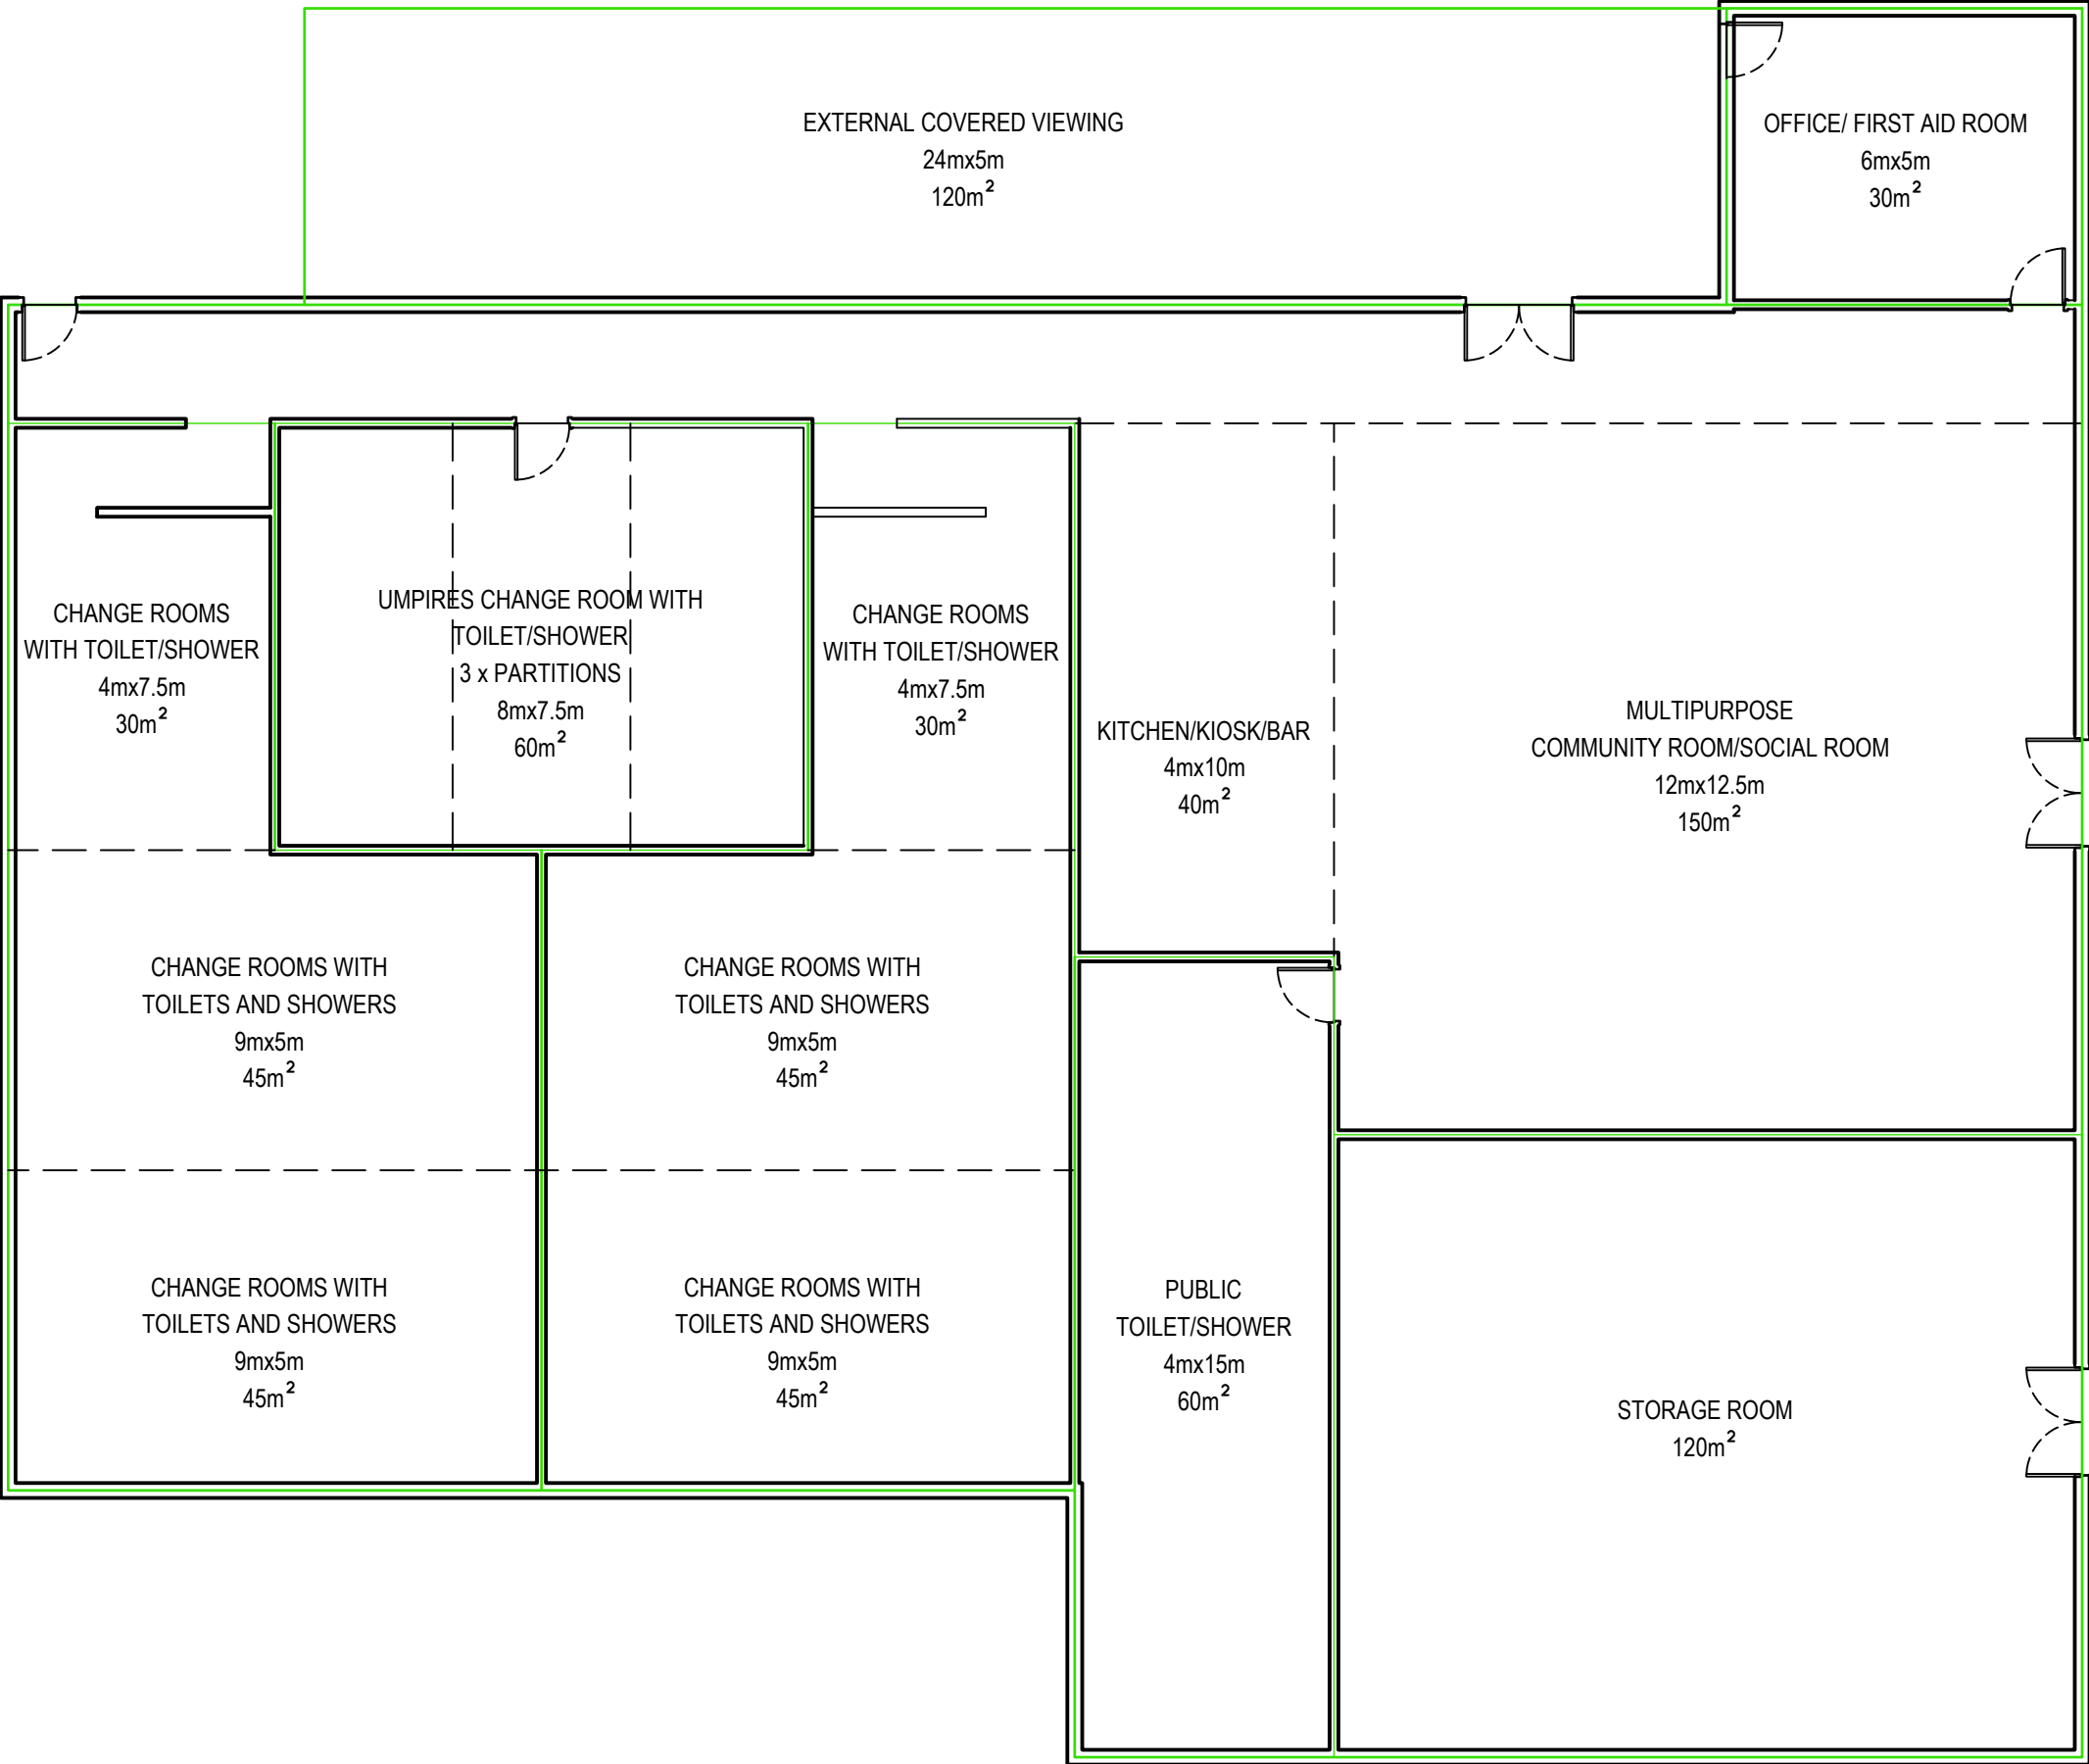 EXTERNAL COVERED VIEWING
24mx5m
120m²
OFFICE/ FIRST AID ROOM
6mx5m
30m²
CHANGE ROOMS
WITH TOILET/SHOWER
4mx7.5m
30m²
UMPIRES CHANGE ROOM WITH
TOILET/SHOWER
3 x PARTITIONS
8mx7.5m
60m²
CHANGE ROOMS
WITH TOILET/SHOWER
4mx7.5m
30m²
KITCHEN/KIOSK/BAR
4mx10m
40m²
MULTIPURPOSE
COMMUNITY ROOM/SOCIAL ROOM
12mx12.5m
150m²
CHANGE ROOMS WITH
TOILETS AND SHOWERS
9mx5m
45m²
CHANGE ROOMS WITH
TOILETS AND SHOWERS
9mx5m
45m²
CHANGE ROOMS WITH
TOILETS AND SHOWERS
9mx5m
45m²
CHANGE ROOMS WITH
TOILETS AND SHOWERS
9mx5m
45m²
PUBLIC
TOILET/SHOWER
4mx15m
60m²
STORAGE ROOM
120m²